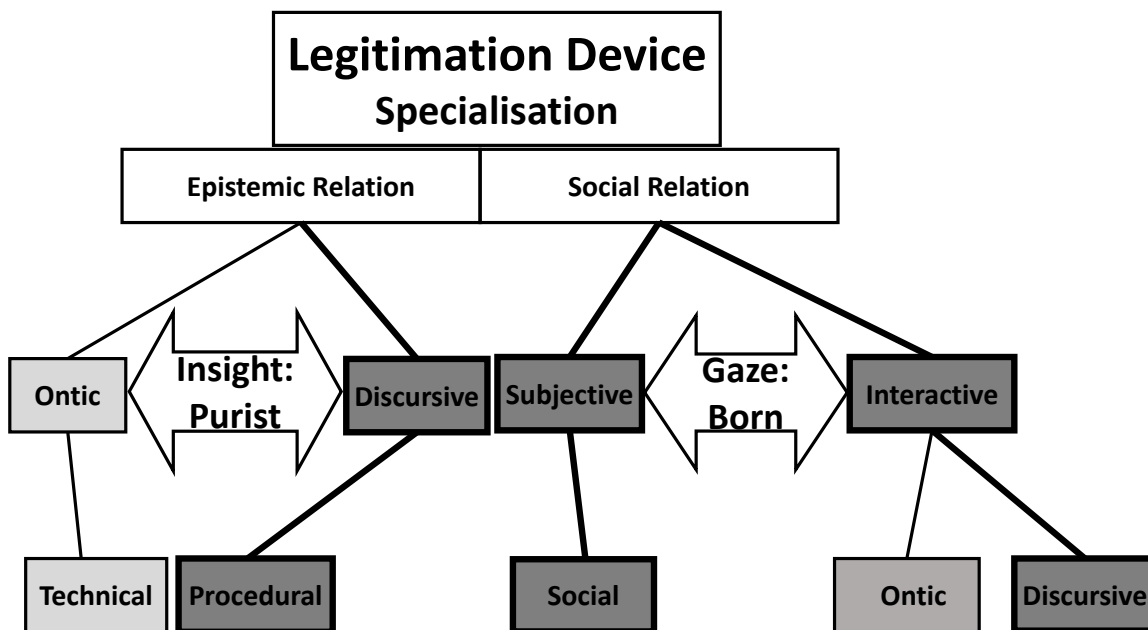 Legitimation Device
Specialisation
Epistemic Relation
Social Relation
Ontic
Insight:
Purist
Discursive
Subjective
Gaze:
Born
Interactive
Technical
Procedural
Social
Ontic
Discursive